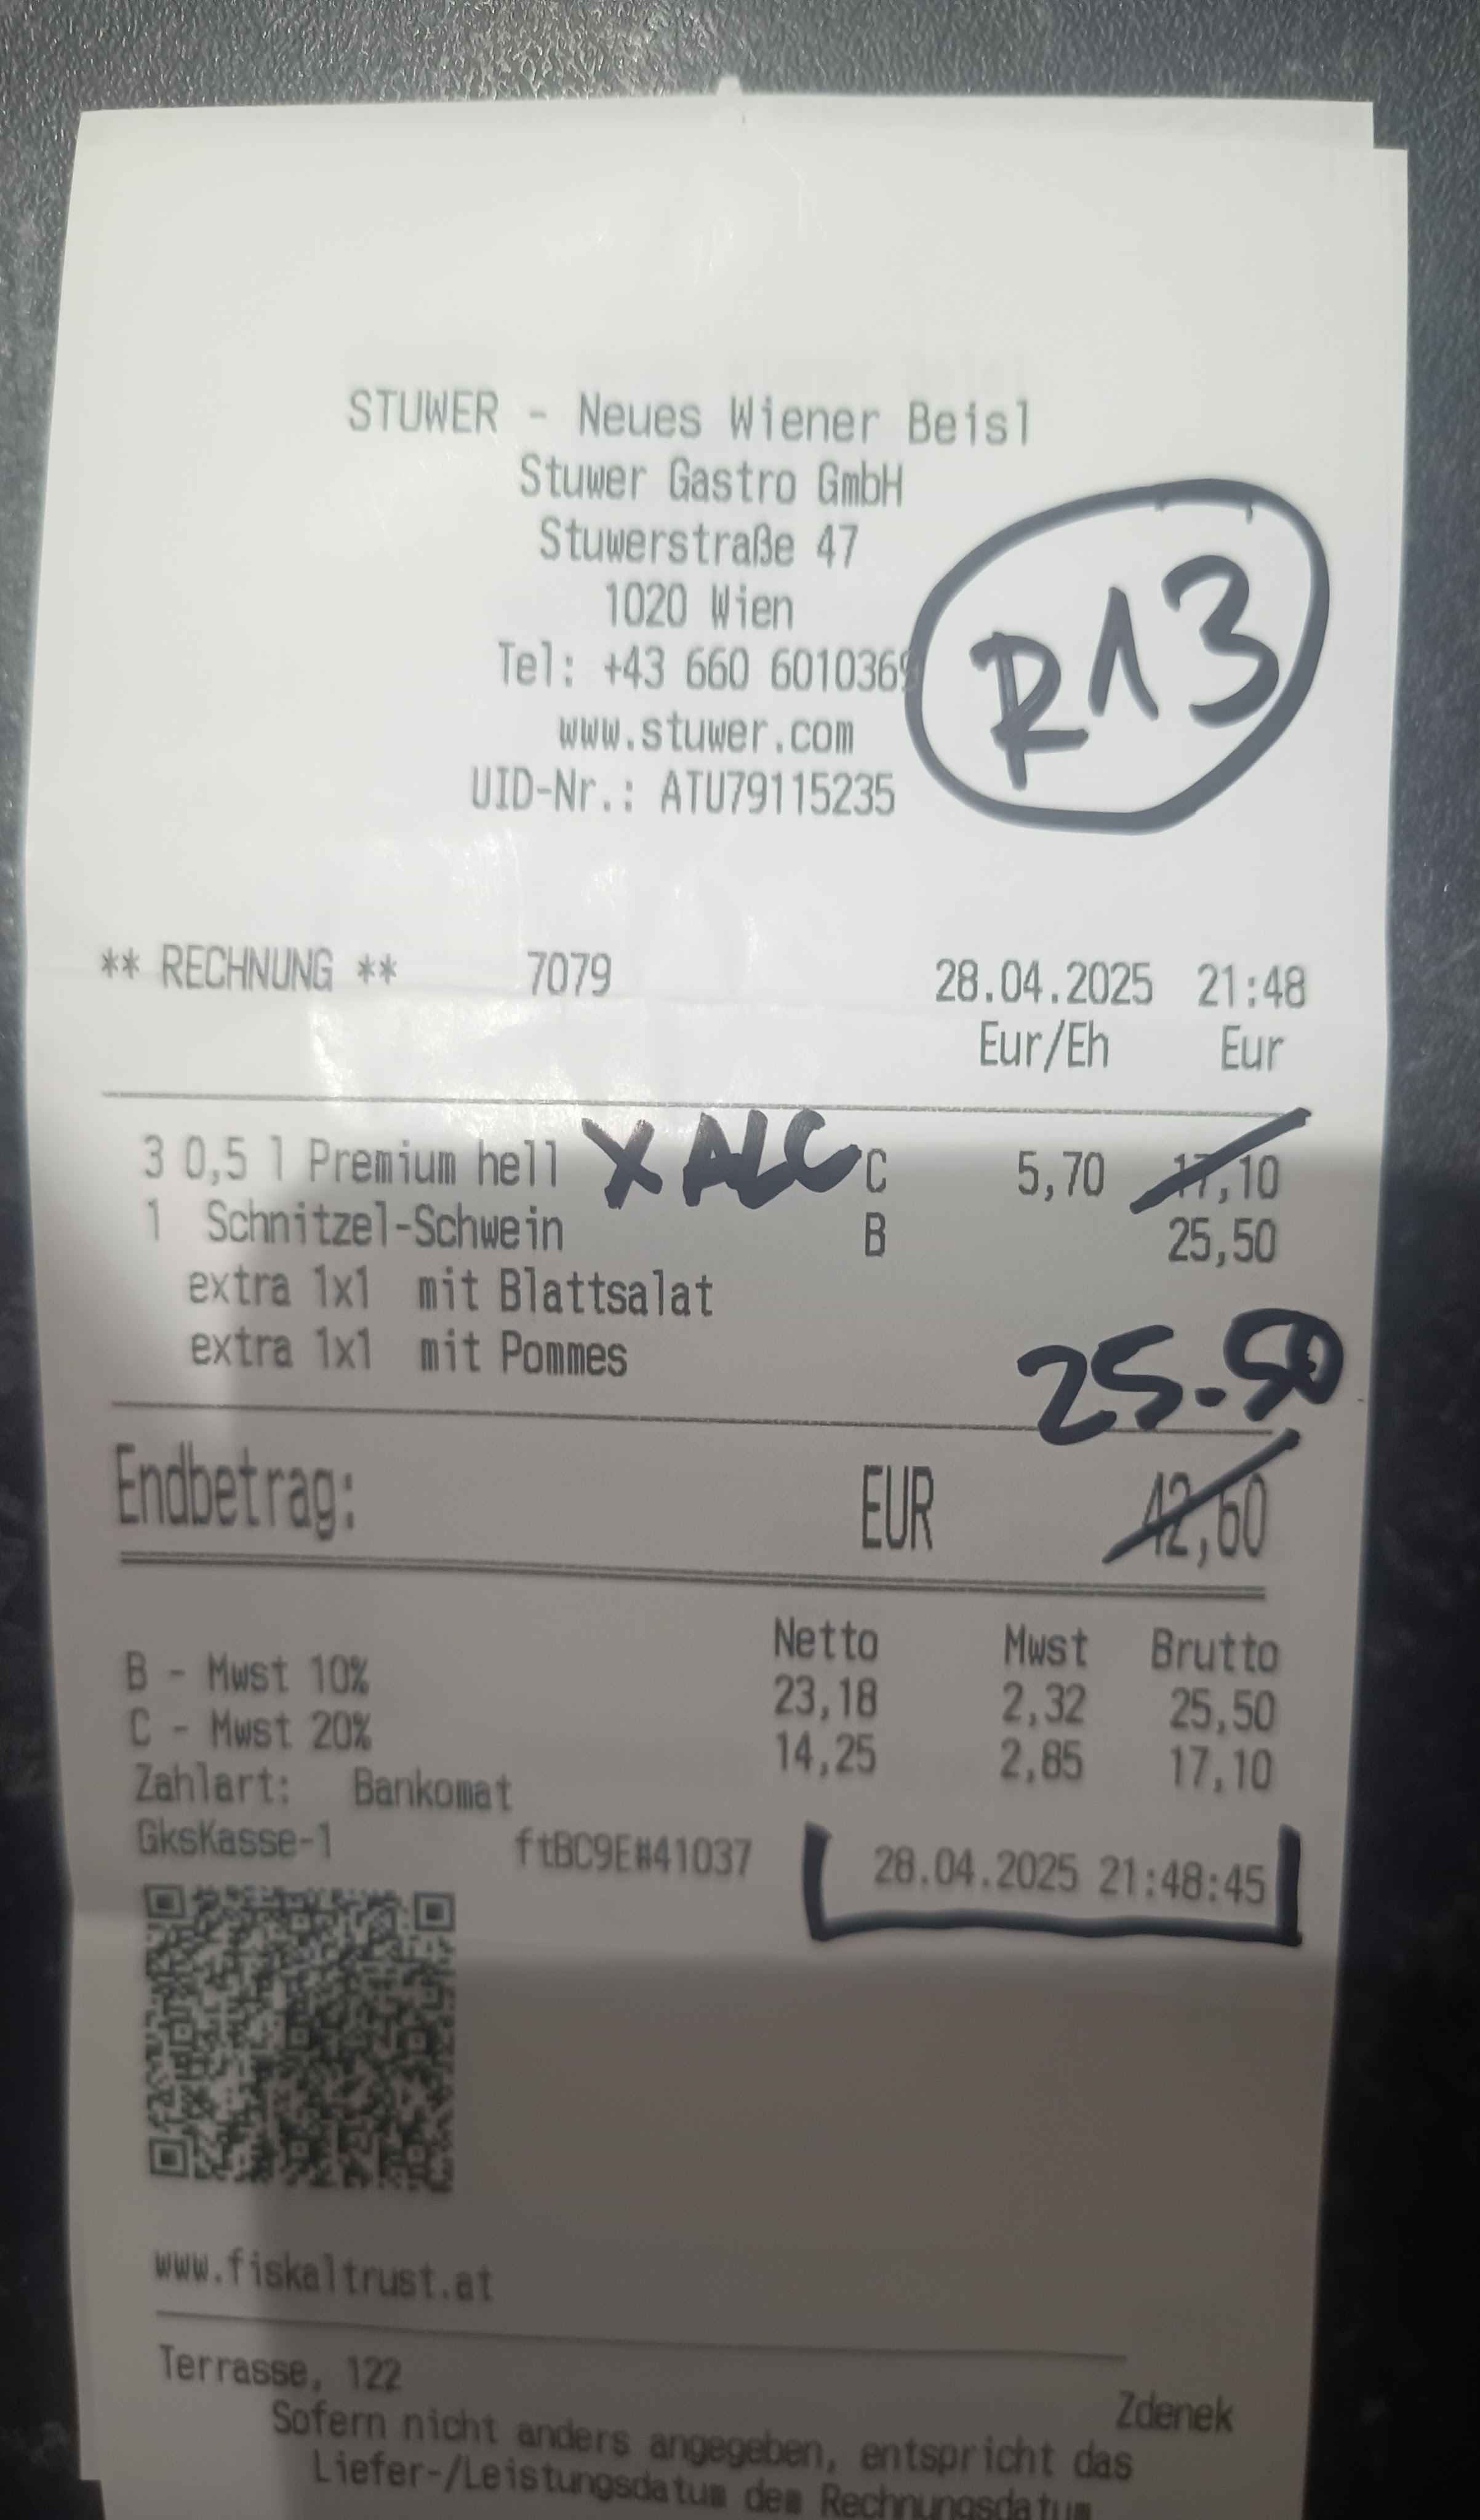 STUWER - Neues Wiener Beisl
Stuwer Gastro GmbH
Stuwerstraße 47
1020 Wien
Tel: +43 660 6010369
www.stuwer.com
UID-Nr.: ATU79115235
R13
** RECHNUNG ** 7079 28.04.2025 21:48
Eur/Eh Eur
3 0,5 l Premium hell X ALC C 5,70 17,10
1 Schnitzel-Schwein B 25,50
extra 1x1 mit Blattsalat
extra 1x1 mit Pommes
25.50
Endbetrag: EUR 42,60
Netto Mwst Brutto
B - Mwst 10% 23,18 2,32 25,50
C - Mwst 20% 14,25 2,85 17,10
Zahlart: Bankomat
GksKasse-1 ftBC9E#41037 28.04.2025 21:48:45
www.fiskaltrust.at
Terrasse, 122 Zdenek
Sofern nicht anders angegeben, entspricht das
Liefer-/Leistungsdatum dem Rechnungsdatum